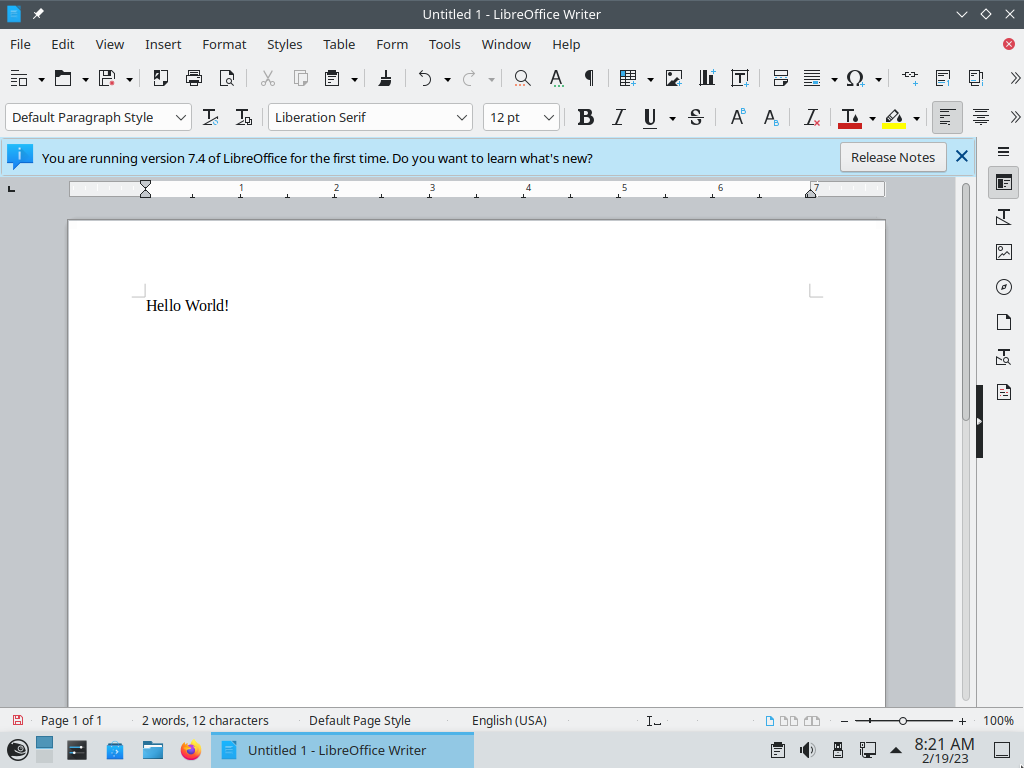 Untitled 1 - LibreOffice Writer
File Edit View Insert Format Styles Table Form Tools Window Help
Default Paragraph Style Liberation Serif 12 pt
You are running version 7.4 of LibreOffice for the first time. Do you want to learn what's new? Release Notes
1 2 3 4 5 6 7
Hello World!
Page 1 of 1 2 words, 12 characters Default Page Style English (USA) 100%
Untitled 1 - LibreOffice Writer 8:21 AM
2/19/23